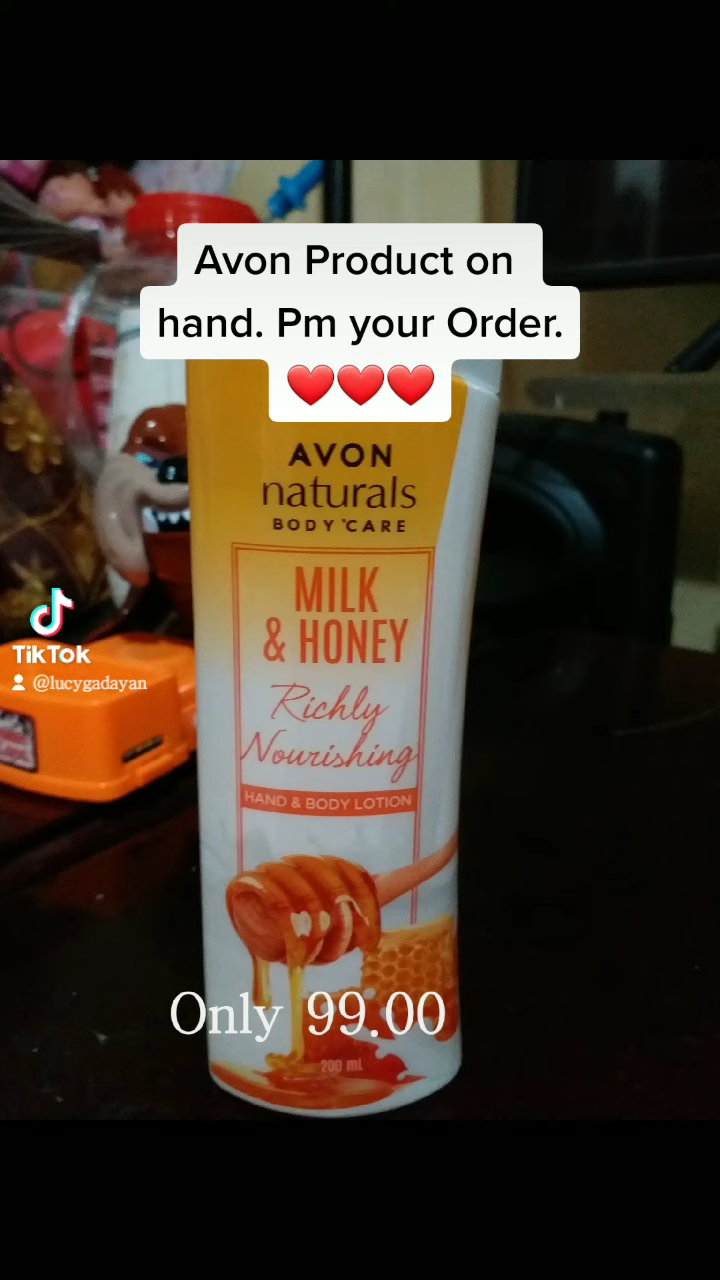 Avon Product on
hand. Pm your Order.
❤️❤️❤️
AVON
naturals
BODY CARE
MILK
& HONEY
Richly
Nourishing
HAND & BODY LOTION
TikTok
@lucygadayan
Only 99.00
200 mL